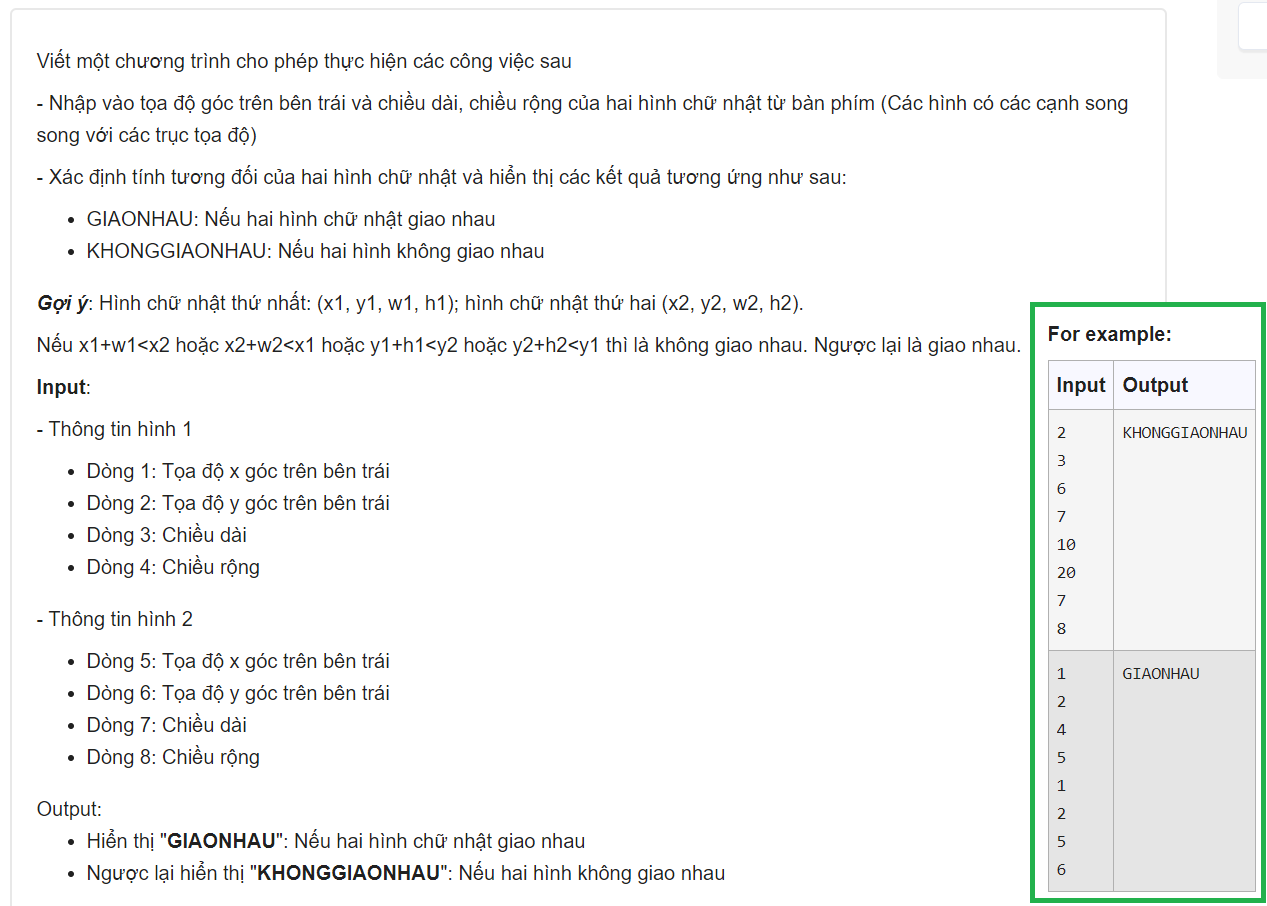 Viết một chương trình cho phép thực hiện các công việc sau
- Nhập vào tọa độ góc trên bên trái và chiều dài, chiều rộng của hai hình chữ nhật từ bàn phím (Các hình có các cạnh song
song với các trục tọa độ)
- Xác định tính tương đối của hai hình chữ nhật và hiển thị các kết quả tương ứng như sau:
• GIAONHAU: Nếu hai hình chữ nhật giao nhau
• KHONGGIAONHAU: Nếu hai hình không giao nhau
Gợi ý: Hình chữ nhật thứ nhất: (x1, y1, w1, h1); hình chữ nhật thứ hai (x2, y2, w2, h2).
Nếu x1+w1<x2 hoặc x2+w2<x1 hoặc y1+h1<y2 hoặc y2+h2<y1 thì là không giao nhau. Ngược lại là giao nhau.
Input:
- Thông tin hình 1
• Dòng 1: Tọa độ x góc trên bên trái
• Dòng 2: Tọa độ y góc trên bên trái
• Dòng 3: Chiều dài
• Dòng 4: Chiều rộng
- Thông tin hình 2
• Dòng 5: Tọa độ x góc trên bên trái
• Dòng 6: Tọa độ y góc trên bên trái
• Dòng 7: Chiều dài
• Dòng 8: Chiều rộng
Output:
• Hiển thị "GIAONHAU": Nếu hai hình chữ nhật giao nhau
• Ngược lại hiển thị "KHONGGIAONHAU": Nếu hai hình không giao nhau
For example:
Input Output
2 KHONGGIAONHAU
3
6
7
10
20
7
8
1 GIAONHAU
2
4
5
1
2
5
6